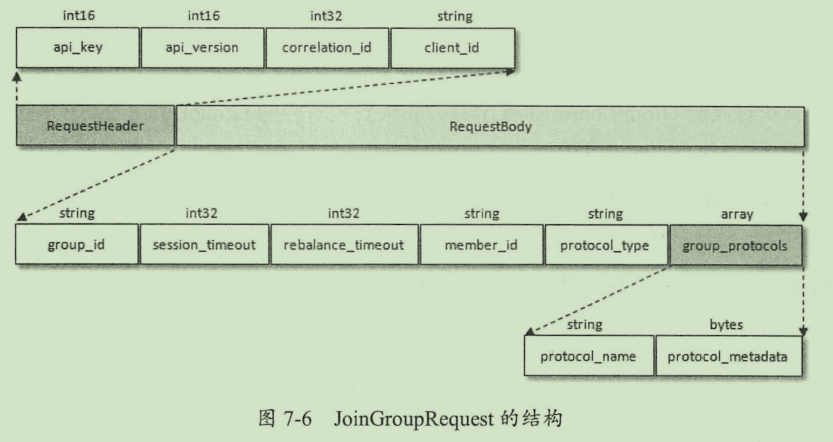 int16 int16 int32 string
api_key api_version correlation_id client_id
RequestHeader RequestBody
string int32 int32 string string array
group_id session_timeout rebalance_timeout member_id protocol_type group_protocols
string bytes
protocol_name protocol_metadata
图 7-6 JoinGroupRequest 的结构